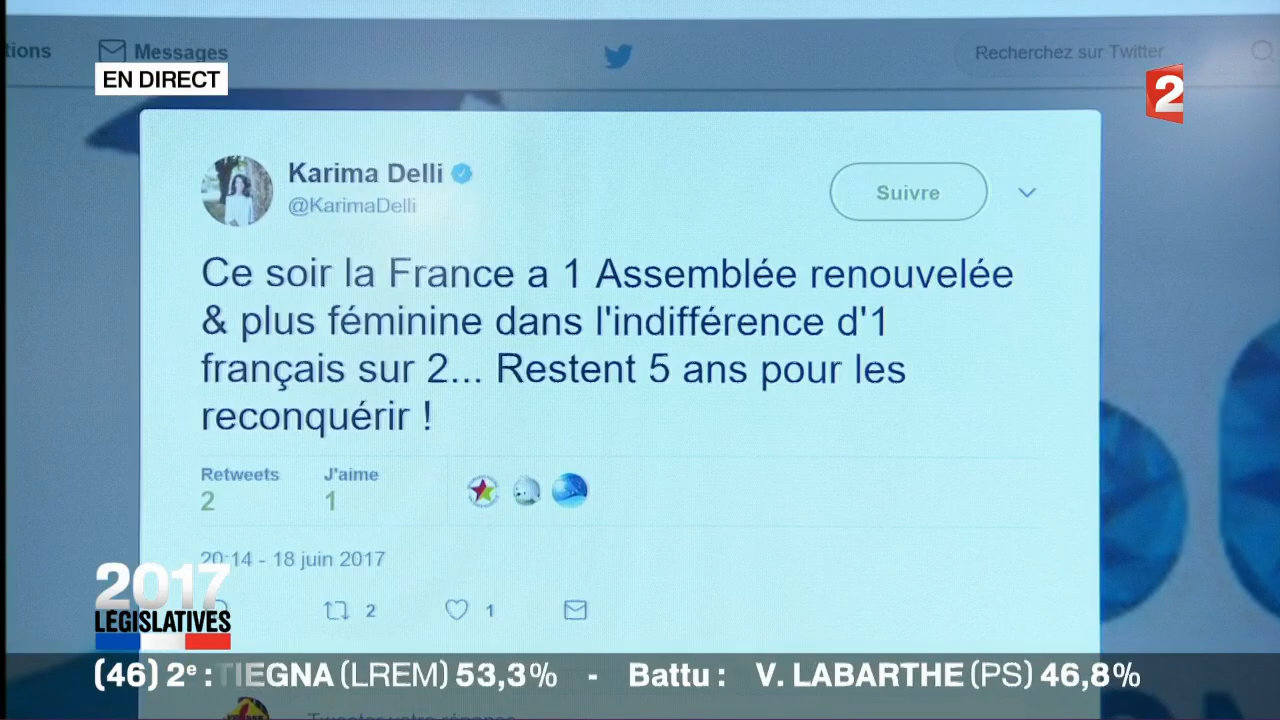 Messages
Recherchez sur Twitter
EN DIRECT
2
Karima Delli
@KarimaDelli
Suivre
Ce soir la France a 1 Assemblée renouvelée
& plus féminine dans l'indifférence d'1
français sur 2... Restent 5 ans pour les
reconquérir !
Retweets
J'aime
2
1
20:14 - 18 juin 2017
2
1
2017
LÉGISLATIVES
(46) 2e : TIEGNA (LREM) 53,3% - Battu : V. LABARTHE (PS) 46,8%